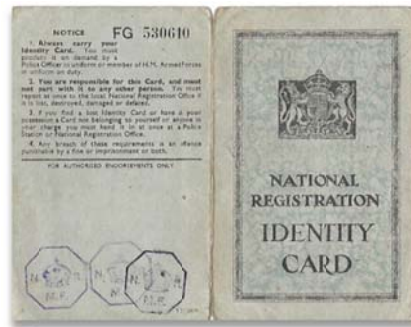 NOTICE FG 530610
1. Always carry your
Identity Card. You must
produce it on demand by a
Police Officer in uniform or member of H.M. Armed Forces
in uniform on duty.
2. You are responsible for this Card, and must
not part with it to any other person. You must
report at once to the local National Registration Office if
it is lost, destroyed, damaged or defaced.
3. If you find a lost Identity Card or have in your
possession a Card not belonging to yourself or anyone in
your charge you must hand it in at once at a Police
Station or National Registration Office.
4. Any breach of these requirements is an offence
punishable by a fine or imprisonment or both.
FOR AUTHORISED ENDORSEMENTS ONLY
N. R.
N.R.
NATIONAL
REGISTRATION
IDENTITY
CARD